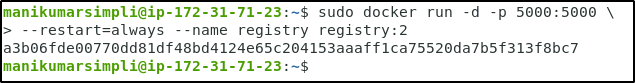 manikumarsimpli@ip-172-31-71-23:~$ sudo docker run -d -p 5000:5000 \
> --restart=always --name registry registry:2
a3b06fde00770dd81df48bd4124e65c204153aaaff1ca75520da7b5f313f8bc7
manikumarsimpli@ip-172-31-71-23:~$